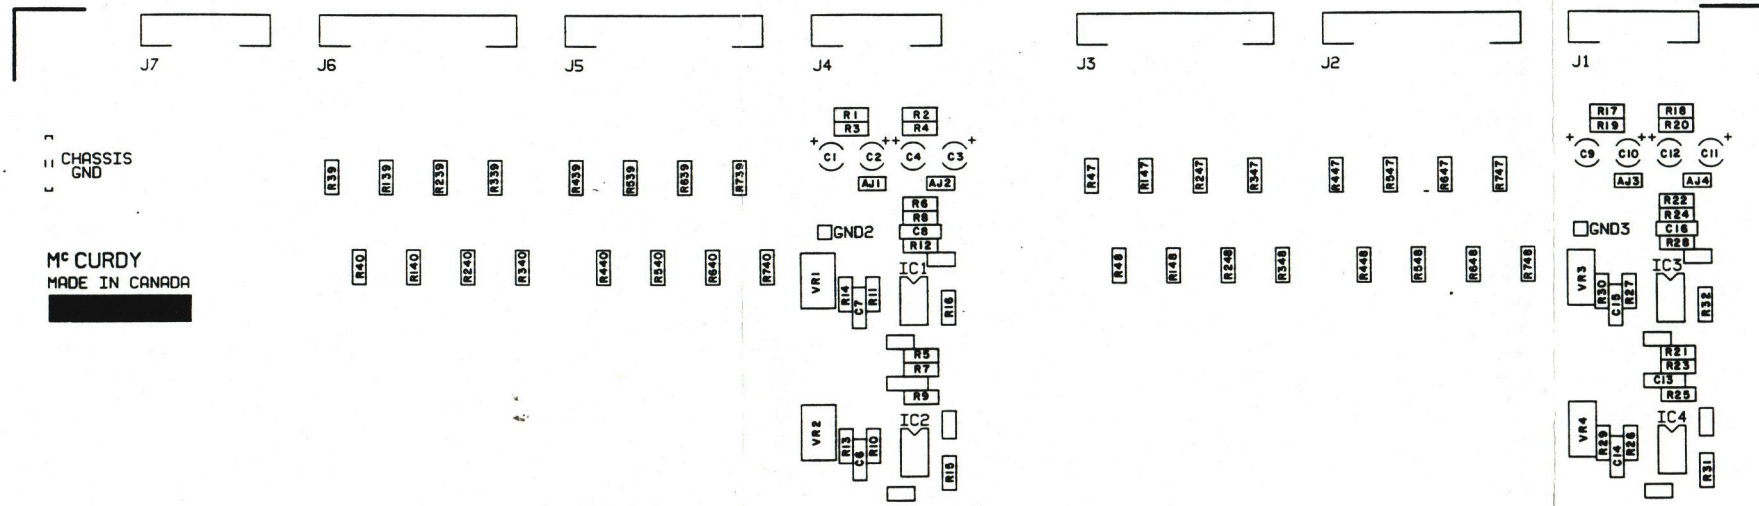 J7 J6 J5 J4 J3 J2 J1
R1 R2 R17 R18
R3 R4 R19 R20
+ ++ + + ++ +
C1 C2 C4 C3 C9 C10 C12 C11
CHASSIS
GND
R39 R139 R239 R339 R439 R539 R639 R739
AJ1 AJ2
R47 R147 R247 R347 R447 R547 R647 R747
AJ3 AJ4
R6 R22
R8 R24
GND2 C8 GND3 C16
R12 R28
Mc CURDY
MADE IN CANADA
R40 R140 R240 R340 R440 R540 R640 R740
R48 R148 R248 R348 R448 R548 R648 R748
IC1 IC3
VR1 R14 C7 R11 R16
VR3 R30 C15 R27 R32
R5 R21
R7 R23
C13
R9 R25
IC2 IC4
VR2 R13 C6 R10 R15
VR4 R29 C14 R26 R31